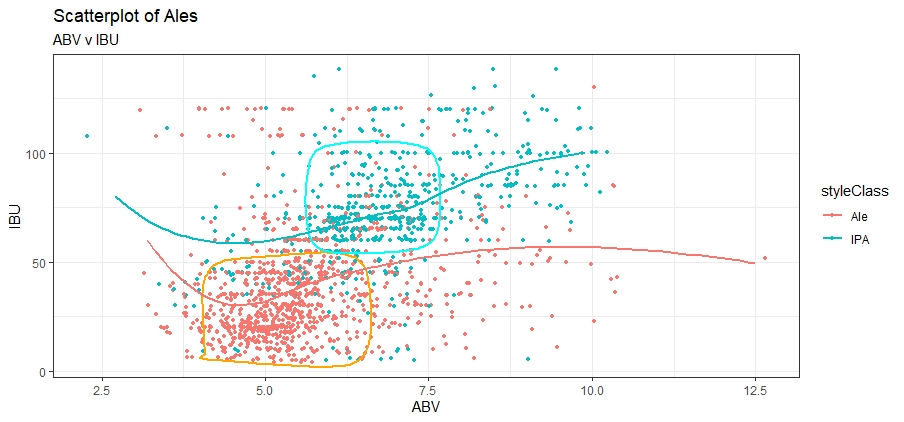 Scatterplot of Ales
ABV v IBU
100
50
0
IBU
2.5 5.0 7.5 10.0 12.5
ABV
styleClass
Ale
IPA